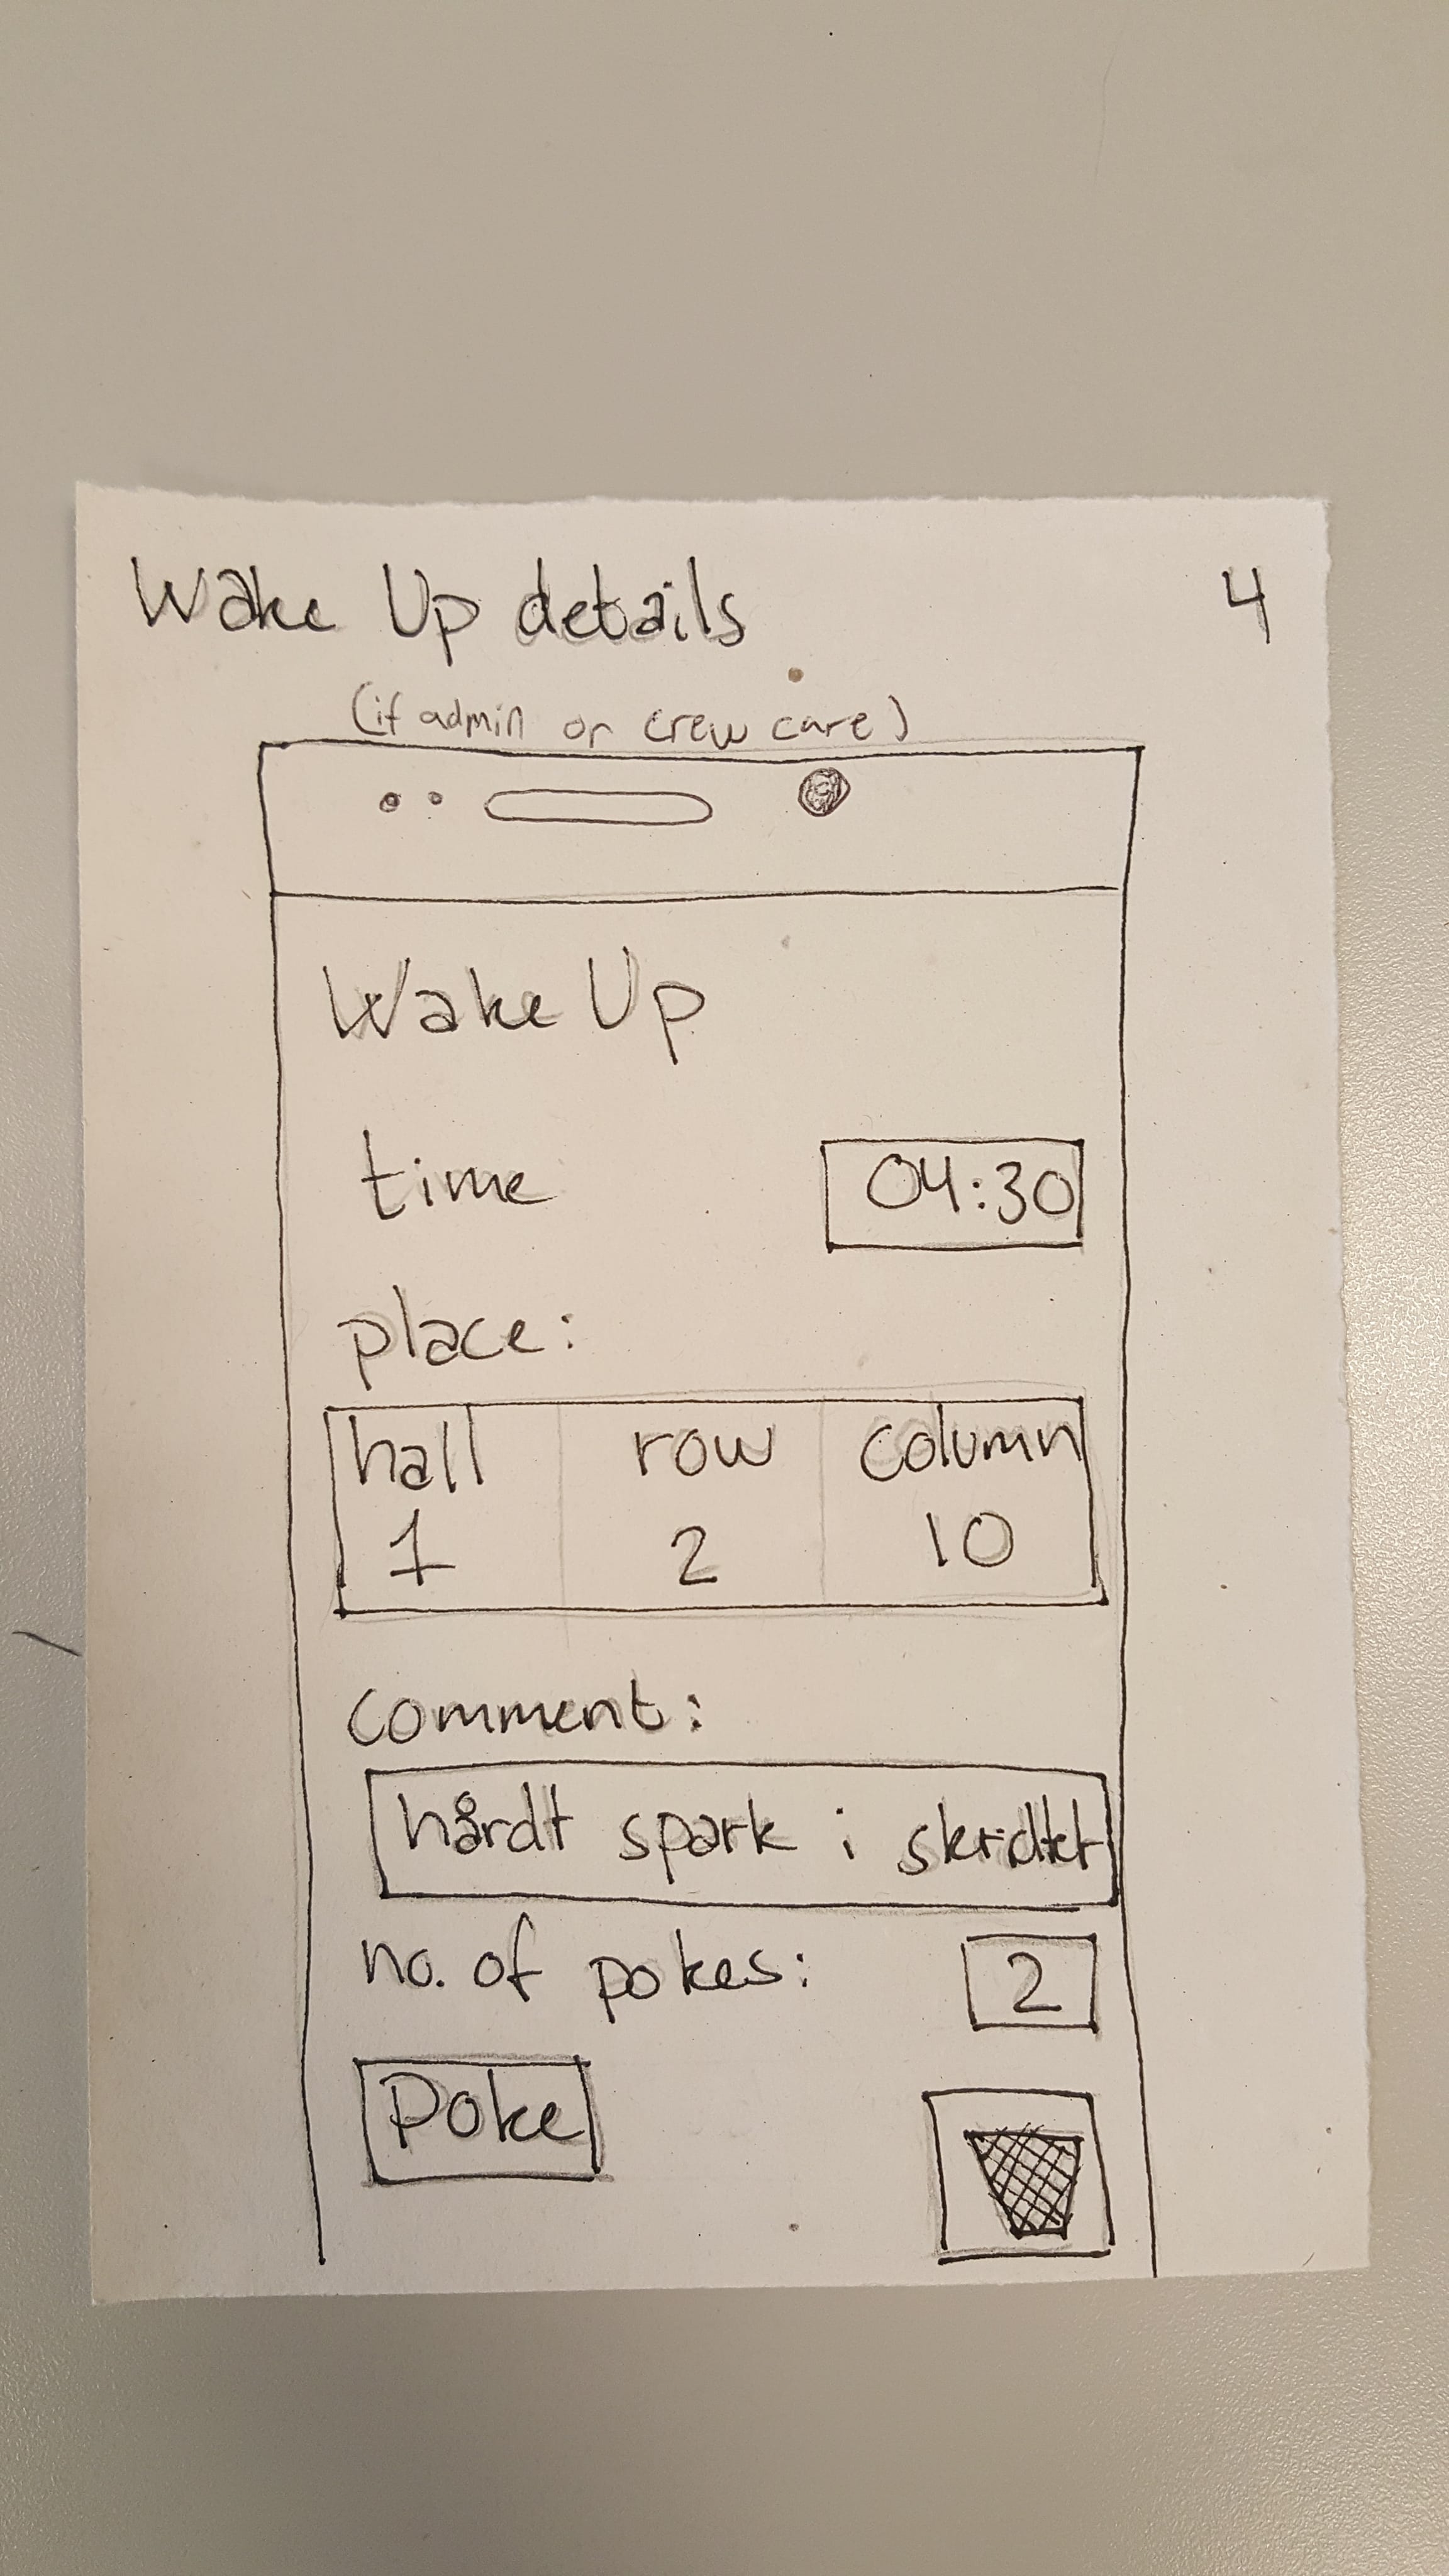 Wake Up details 4
(if admin or crew care)
Wake Up
time 04:30
place:
hall row column
1 2 10
comment:
hårdt spark i skridtet
no. of pokes: 2
Poke